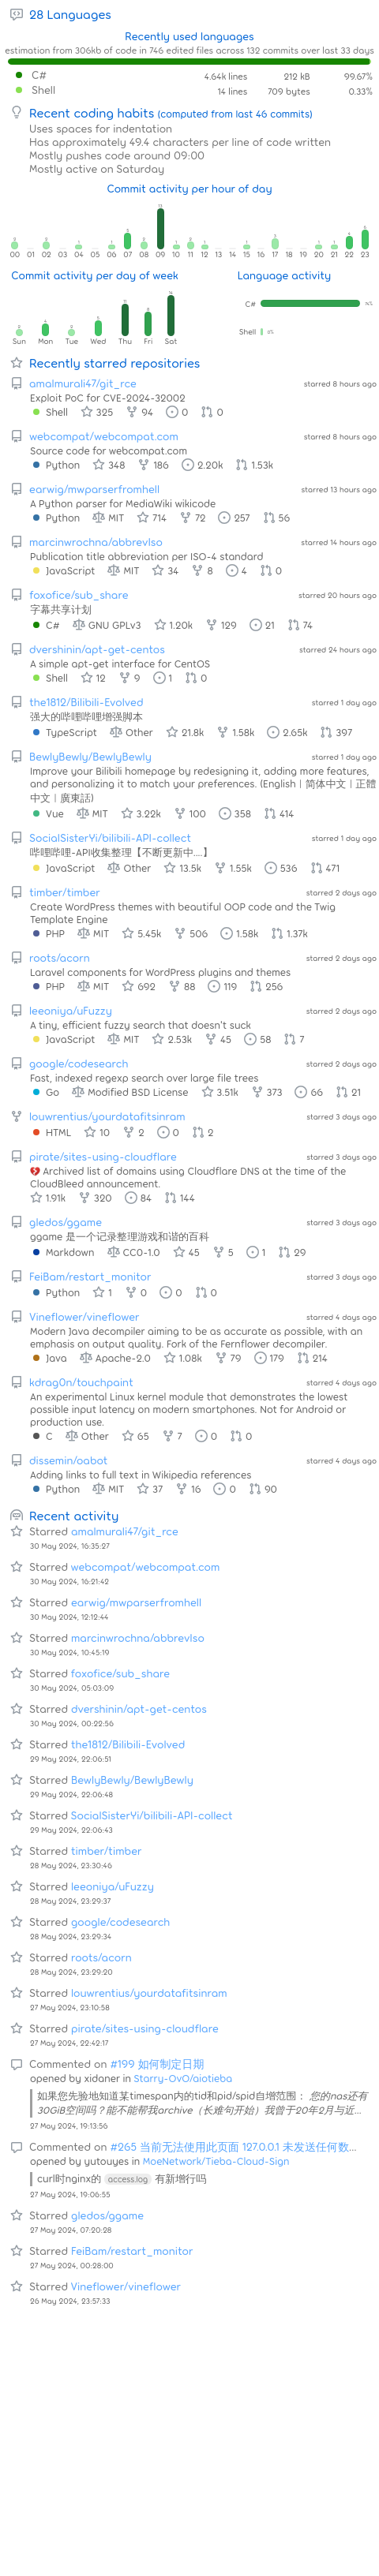 28 Languages
Recently used languages
estimation from 306kb of code in 746 edited files across 132 commits over last 33 days
C# 4.64k lines 212 kB 99.67%
Shell 14 lines 709 bytes 0.33%
Recent coding habits (computed from last 46 commits)
Uses spaces for indentation
Has approximately 49.4 characters per line of code written
Mostly pushes code around 09:00
Mostly active on Saturday
Commit activity per hour of day
00 01 02 03 04 05 06 07 08 09 10 11 12 13 14 15 16 17 18 19 20 21 22 23
Commit activity per day of week
Language activity
C#
Shell
Sun Mon Tue Wed Thu Fri Sat
Recently starred repositories
amalmurali47/git_rce starred 8 hours ago
Exploit PoC for CVE-2024-32002
Shell 325 94 0 0
webcompat/webcompat.com starred 8 hours ago
Source code for webcompat.com
Python 348 186 2.20k 1.53k
earwig/mwparserfromhell starred 13 hours ago
A Python parser for MediaWiki wikicode
Python MIT 714 72 257 56
marcinwrochna/abbrevIso starred 14 hours ago
Publication title abbreviation per ISO-4 standard
JavaScript MIT 34 8 4 0
foxofice/sub_share starred 20 hours ago
字幕共享计划
C# GNU GPLv3 1.20k 129 21 74
dvershinin/apt-get-centos starred 24 hours ago
A simple apt-get interface for CentOS
Shell 12 9 1 0
the1812/Bilibili-Evolved starred 1 day ago
强大的哔哩哔哩增强脚本
TypeScript Other 21.8k 1.58k 2.65k 397
BewlyBewly/BewlyBewly starred 1 day ago
Improve your Bilibili homepage by redesigning it, adding more features,
and personalizing it to match your preferences. (English | 简体中文 | 正體
中文 | 廣東話)
Vue MIT 3.22k 100 358 414
SocialSisterYi/bilibili-API-collect starred 1 day ago
哔哩哔哩-API收集整理【不断更新中....】
JavaScript Other 13.5k 1.55k 536 471
timber/timber starred 2 days ago
Create WordPress themes with beautiful OOP code and the Twig
Template Engine
PHP MIT 5.45k 506 1.58k 1.37k
roots/acorn starred 2 days ago
Laravel components for WordPress plugins and themes
PHP MIT 692 88 119 256
leeoniya/uFuzzy starred 2 days ago
A tiny, efficient fuzzy search that doesn't suck
JavaScript MIT 2.53k 45 58 7
google/codesearch starred 2 days ago
Fast, indexed regexp search over large file trees
Go Modified BSD License 3.51k 373 66 21
louwrentius/yourdatafitsinram starred 3 days ago
HTML 10 2 0 2
pirate/sites-using-cloudflare starred 3 days ago
💔 Archived list of domains using Cloudflare DNS at the time of the
CloudBleed announcement.
1.91k 320 84 144
gledos/ggame starred 3 days ago
ggame 是一个记录整理游戏和谐的百科
Markdown CC0-1.0 45 5 1 29
FeiBam/restart_monitor starred 3 days ago
Python 1 0 0 0
Vineflower/vineflower starred 4 days ago
Modern Java decompiler aiming to be as accurate as possible, with an
emphasis on output quality. Fork of the Fernflower decompiler.
Java Apache-2.0 1.08k 79 179 214
kdrag0n/touchpaint starred 4 days ago
An experimental Linux kernel module that demonstrates the lowest
possible input latency on modern smartphones. Not for Android or
production use.
C Other 65 7 0 0
dissemin/oabot starred 4 days ago
Adding links to full text in Wikipedia references
Python MIT 37 16 0 90
Recent activity
Starred amalmurali47/git_rce
30 May 2024, 16:35:27
Starred webcompat/webcompat.com
30 May 2024, 16:21:42
Starred earwig/mwparserfromhell
30 May 2024, 12:12:44
Starred marcinwrochna/abbrevIso
30 May 2024, 10:45:19
Starred foxofice/sub_share
30 May 2024, 05:03:09
Starred dvershinin/apt-get-centos
30 May 2024, 00:22:56
Starred the1812/Bilibili-Evolved
29 May 2024, 22:06:51
Starred BewlyBewly/BewlyBewly
29 May 2024, 22:06:48
Starred SocialSisterYi/bilibili-API-collect
29 May 2024, 22:06:43
Starred timber/timber
28 May 2024, 23:30:46
Starred leeoniya/uFuzzy
28 May 2024, 23:29:37
Starred google/codesearch
28 May 2024, 23:29:34
Starred roots/acorn
28 May 2024, 23:29:20
Starred louwrentius/yourdatafitsinram
27 May 2024, 23:10:58
Starred pirate/sites-using-cloudflare
27 May 2024, 22:42:17
Commented on #199 如何制定日期
opened by xidaner in Starry-OvO/aiotieba
如果您先验地知道某timespan内的tid和pid/spid自增范围： 您的nas还有
30GiB空间吗？能不能帮我archive（长难句开始）我曾于20年2月与近...
27 May 2024, 19:13:56
Commented on #265 当前无法使用此页面 127.0.0.1 未发送任何数...
opened by yutouyes in MoeNetwork/Tieba-Cloud-Sign
curl时nginx的 access.log 有新增行吗
27 May 2024, 19:06:55
Starred gledos/ggame
27 May 2024, 07:20:28
Starred FeiBam/restart_monitor
27 May 2024, 00:28:00
Starred Vineflower/vineflower
26 May 2024, 23:57:33